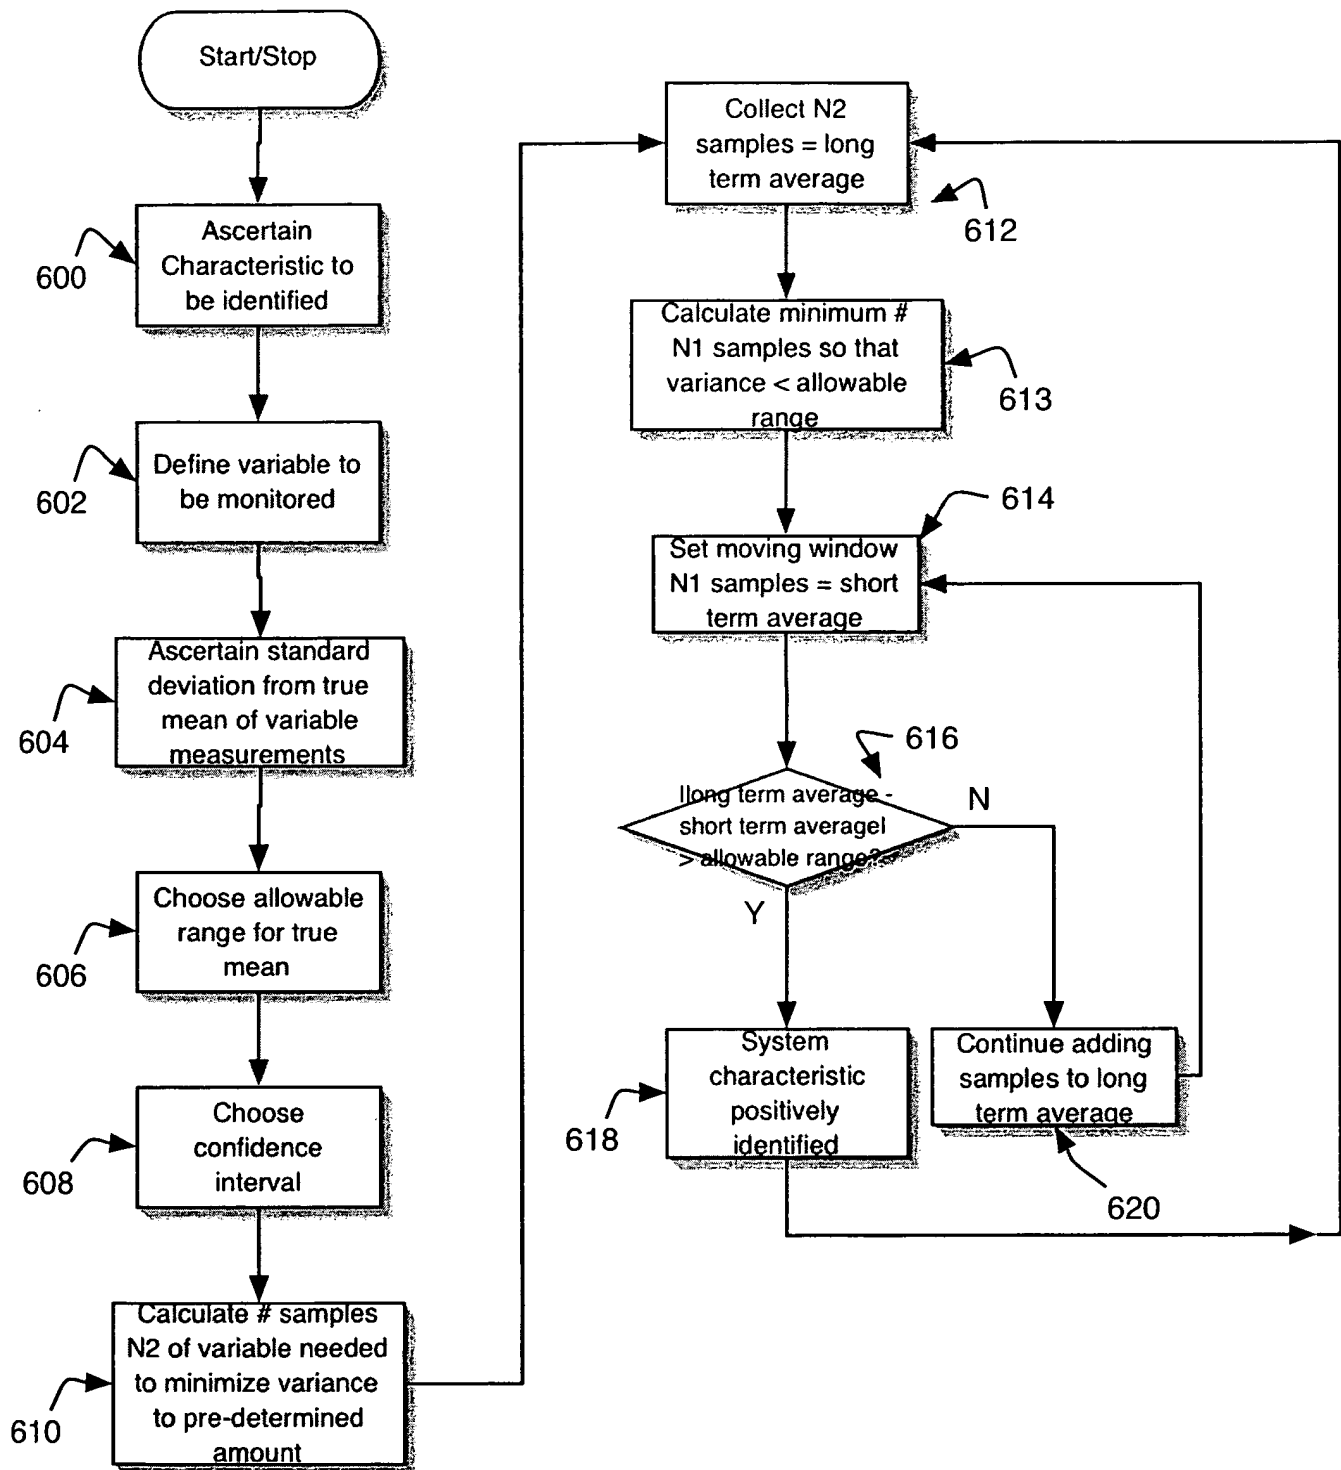 Start/Stop
Ascertain
Characteristic to
be identified
600
Define variable to
be monitored
602
Ascertain standard
deviation from true
mean of variable
measurements
604
Choose allowable
range for true
mean
606
Choose
confidence
interval
608
Calculate # samples
N2 of variable needed
to minimize variance
to pre-determined
amount
610
Collect N2
samples = long
term average
612
Calculate minimum #
N1 samples so that
variance < allowable
range
613
Set moving window
N1 samples = short
term average
614
|long term average -
short term average|
> allowable range?
616
N
Y
System
characteristic
positively
identified
618
Continue adding
samples to long
term average
620